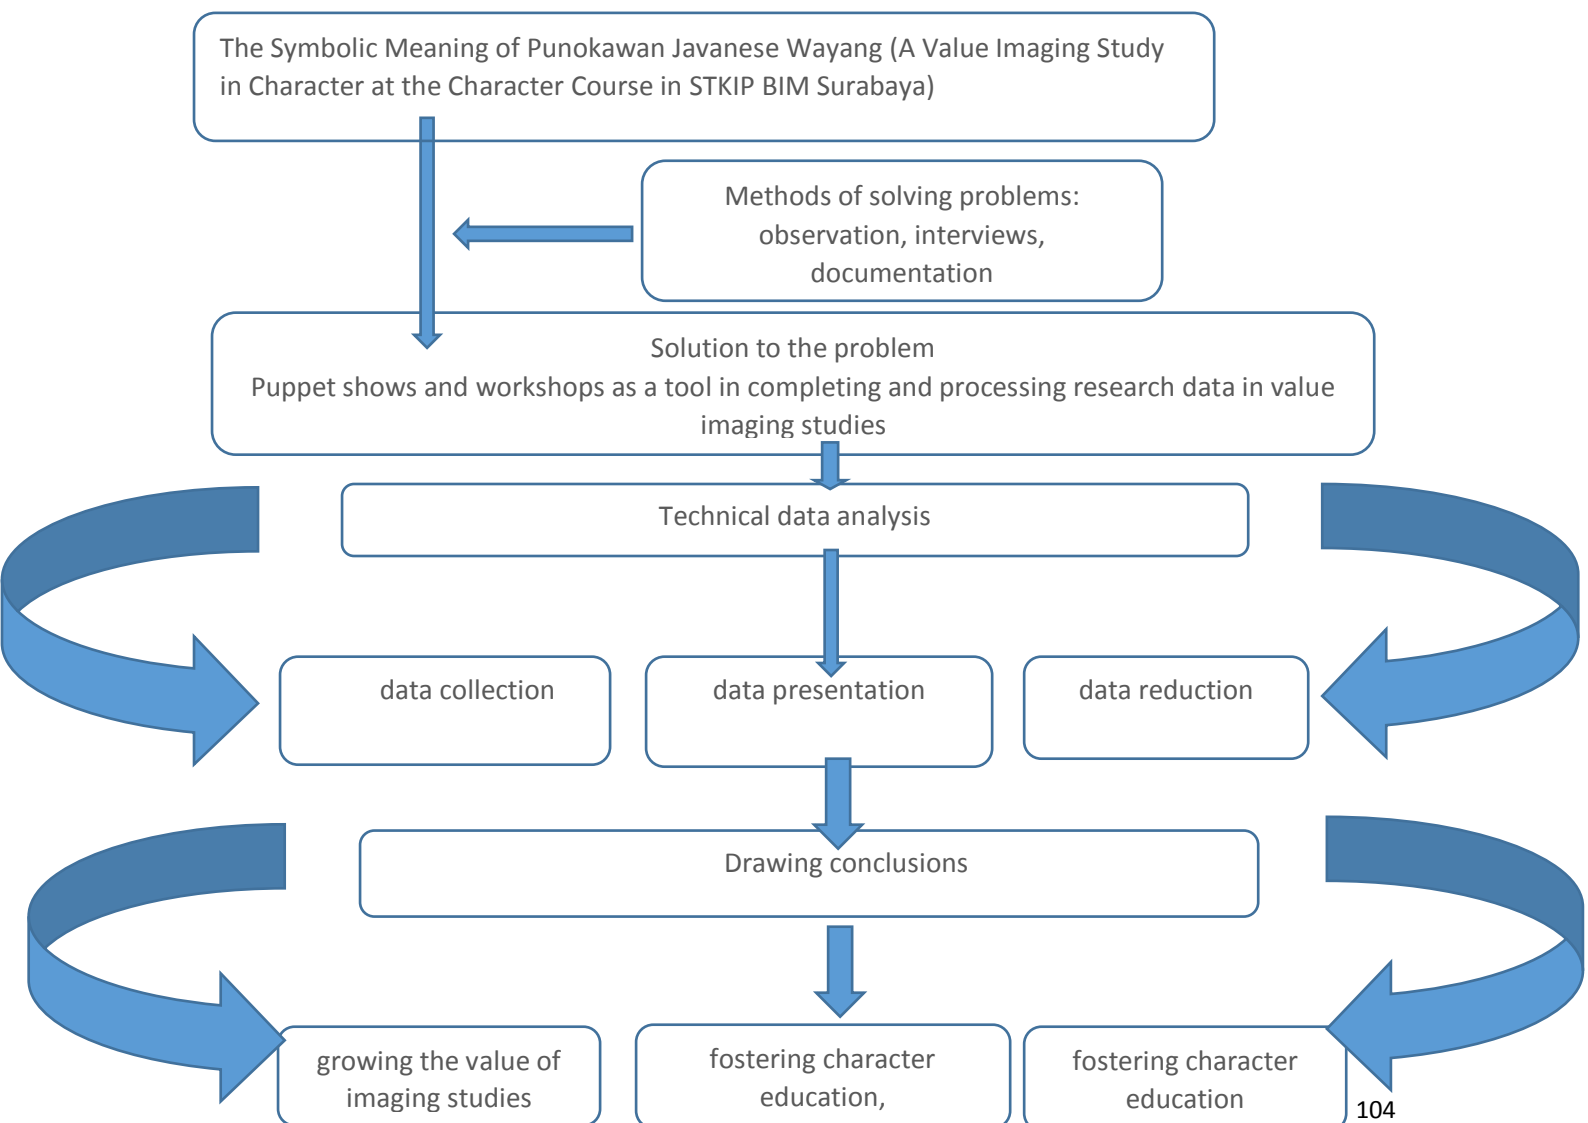 The Symbolic Meaning of Punokawan Javanese Wayang (A Value Imaging Study
in Character at the Character Course in STKIP BIM Surabaya)
Methods of solving problems:
observation, interviews,
documentation
Solution to the problem
Puppet shows and workshops as a tool in completing and processing research data in value
imaging studies
Technical data analysis
data collection
data presentation
data reduction
Drawing conclusions
growing the value of
imaging studies
fostering character
education,
fostering character
education
104